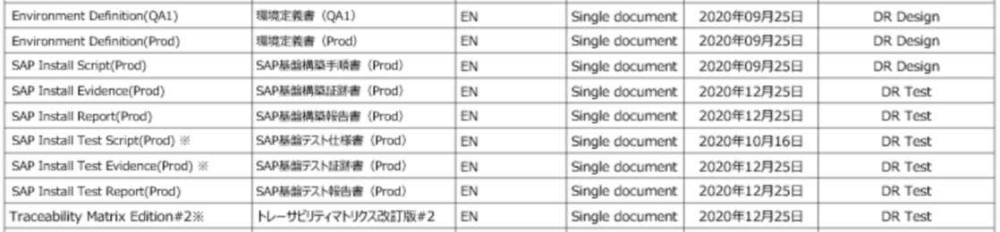 Environment Definition(QA1) 環境定義書（QA1） EN Single document 2020年09月25日 DR Design
Environment Definition(Prod) 環境定義書（Prod） EN Single document 2020年09月25日 DR Design
SAP Install Script(Prod) SAP基盤構築手順書（Prod） EN Single document 2020年09月25日 DR Design
SAP Install Evidence(Prod) SAP基盤構築証跡書（Prod） EN Single document 2020年12月25日 DR Test
SAP Install Report(Prod) SAP基盤構築報告書（Prod） EN Single document 2020年12月25日 DR Test
SAP Install Test Script(Prod) ※ SAP基盤テスト仕様書（Prod） EN Single document 2020年10月16日 DR Test
SAP Install Test Evidence(Prod) ※ SAP基盤テスト証跡書（Prod） EN Single document 2020年12月25日 DR Test
SAP Install Test Report(Prod) SAP基盤テスト報告書（Prod） EN Single document 2020年12月25日 DR Test
Traceability Matrix Edition#2※ トレーサビリティマトリクス改訂版#2 EN Single document 2020年12月25日 DR Test